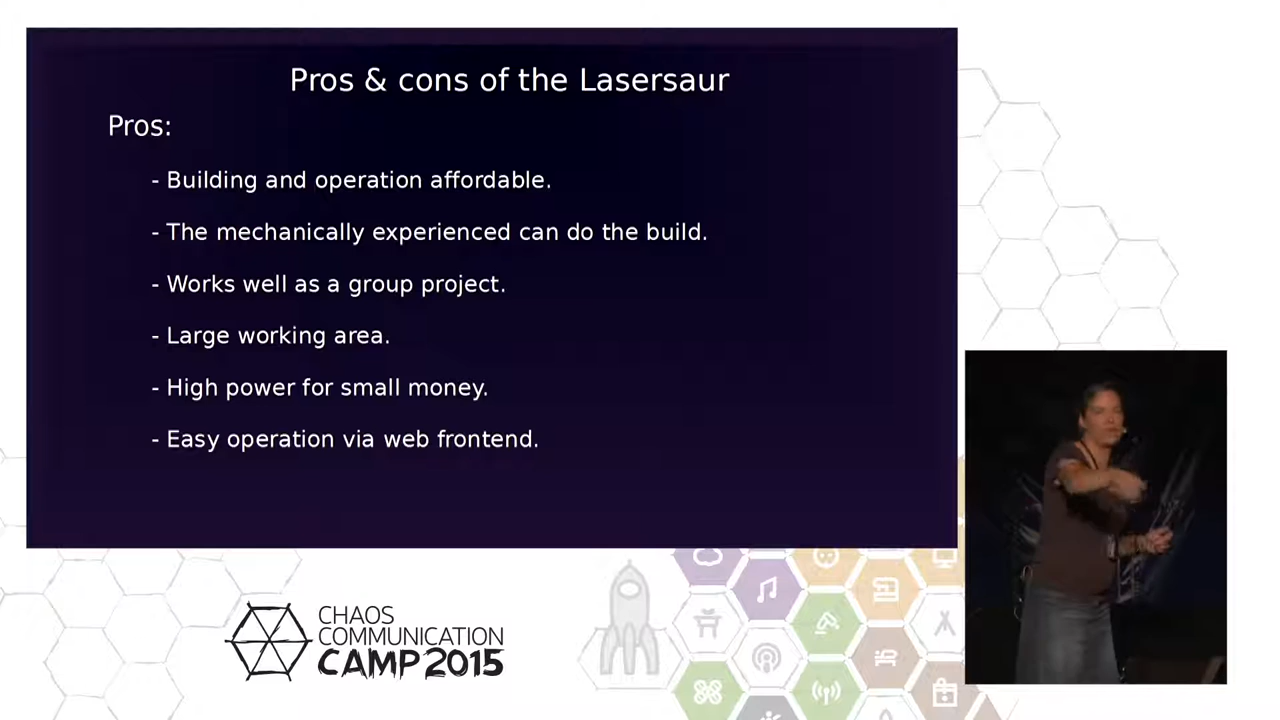 Pros & cons of the Lasersaur
Pros:
- Building and operation affordable.
- The mechanically experienced can do the build.
- Works well as a group project.
- Large working area.
- High power for small money.
- Easy operation via web frontend.
CHAOS
COMMUNICATION
CAMP 2015